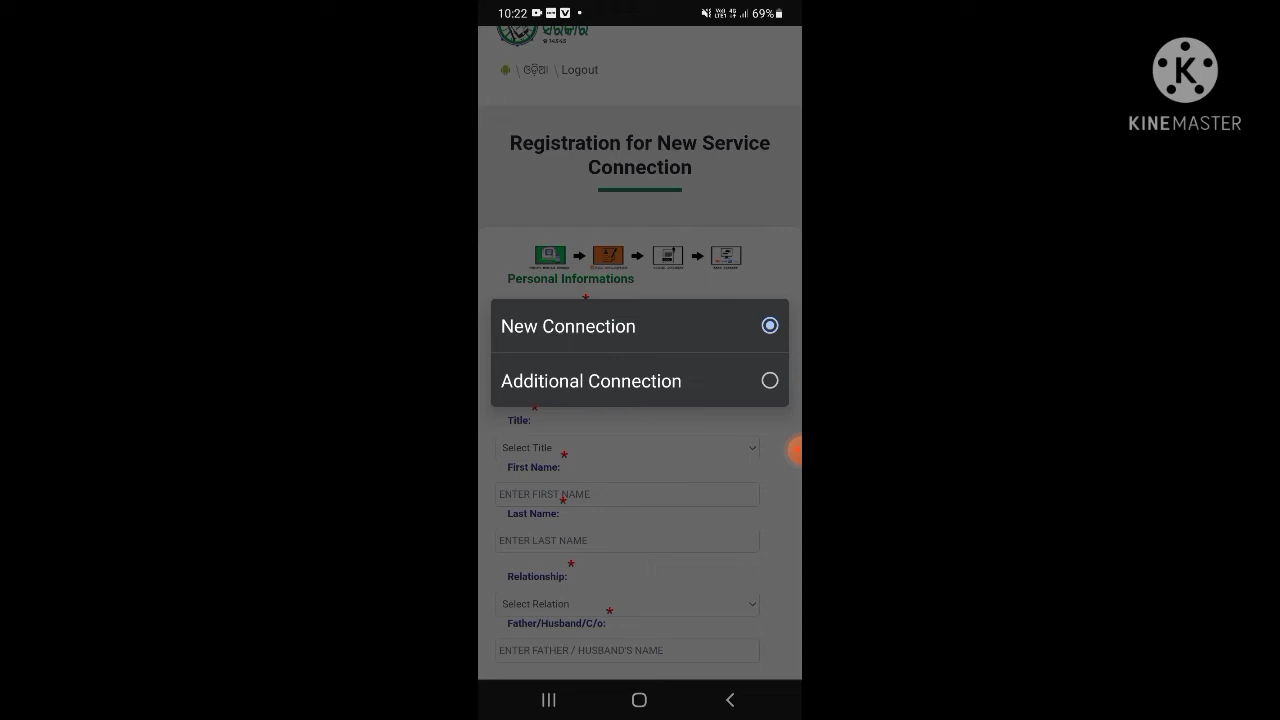 10:22
69%
ସରକାର
14545
\ ଓଡ଼ିଆ \ Logout
Registration for New Service
Connection
Personal Informations
*
New Connection
Additional Connection
Title: *
Select Title
First Name: *
ENTER FIRST NAME
Last Name: *
ENTER LAST NAME
Relationship: *
Select Relation
Father/Husband/C/o: *
ENTER FATHER / HUSBAND'S NAME
K
KINEMASTER